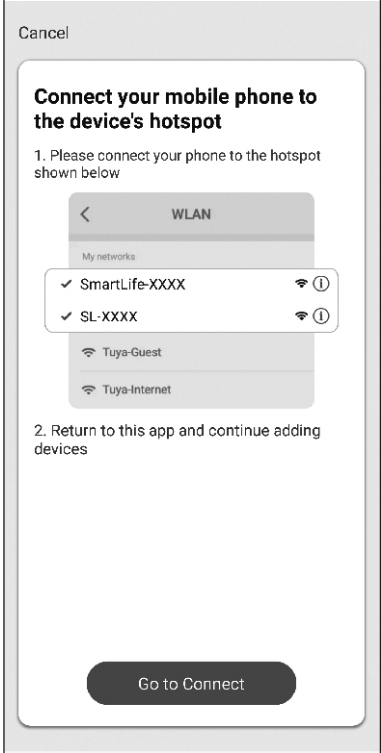 Cancel
Connect your mobile phone to
the device's hotspot
1. Please connect your phone to the hotspot
shown below
WLAN
My networks
SmartLife-XXXX
SL-XXXX
Tuya-Guest
Tuya-Internet
2. Return to this app and continue adding
devices
Go to Connect